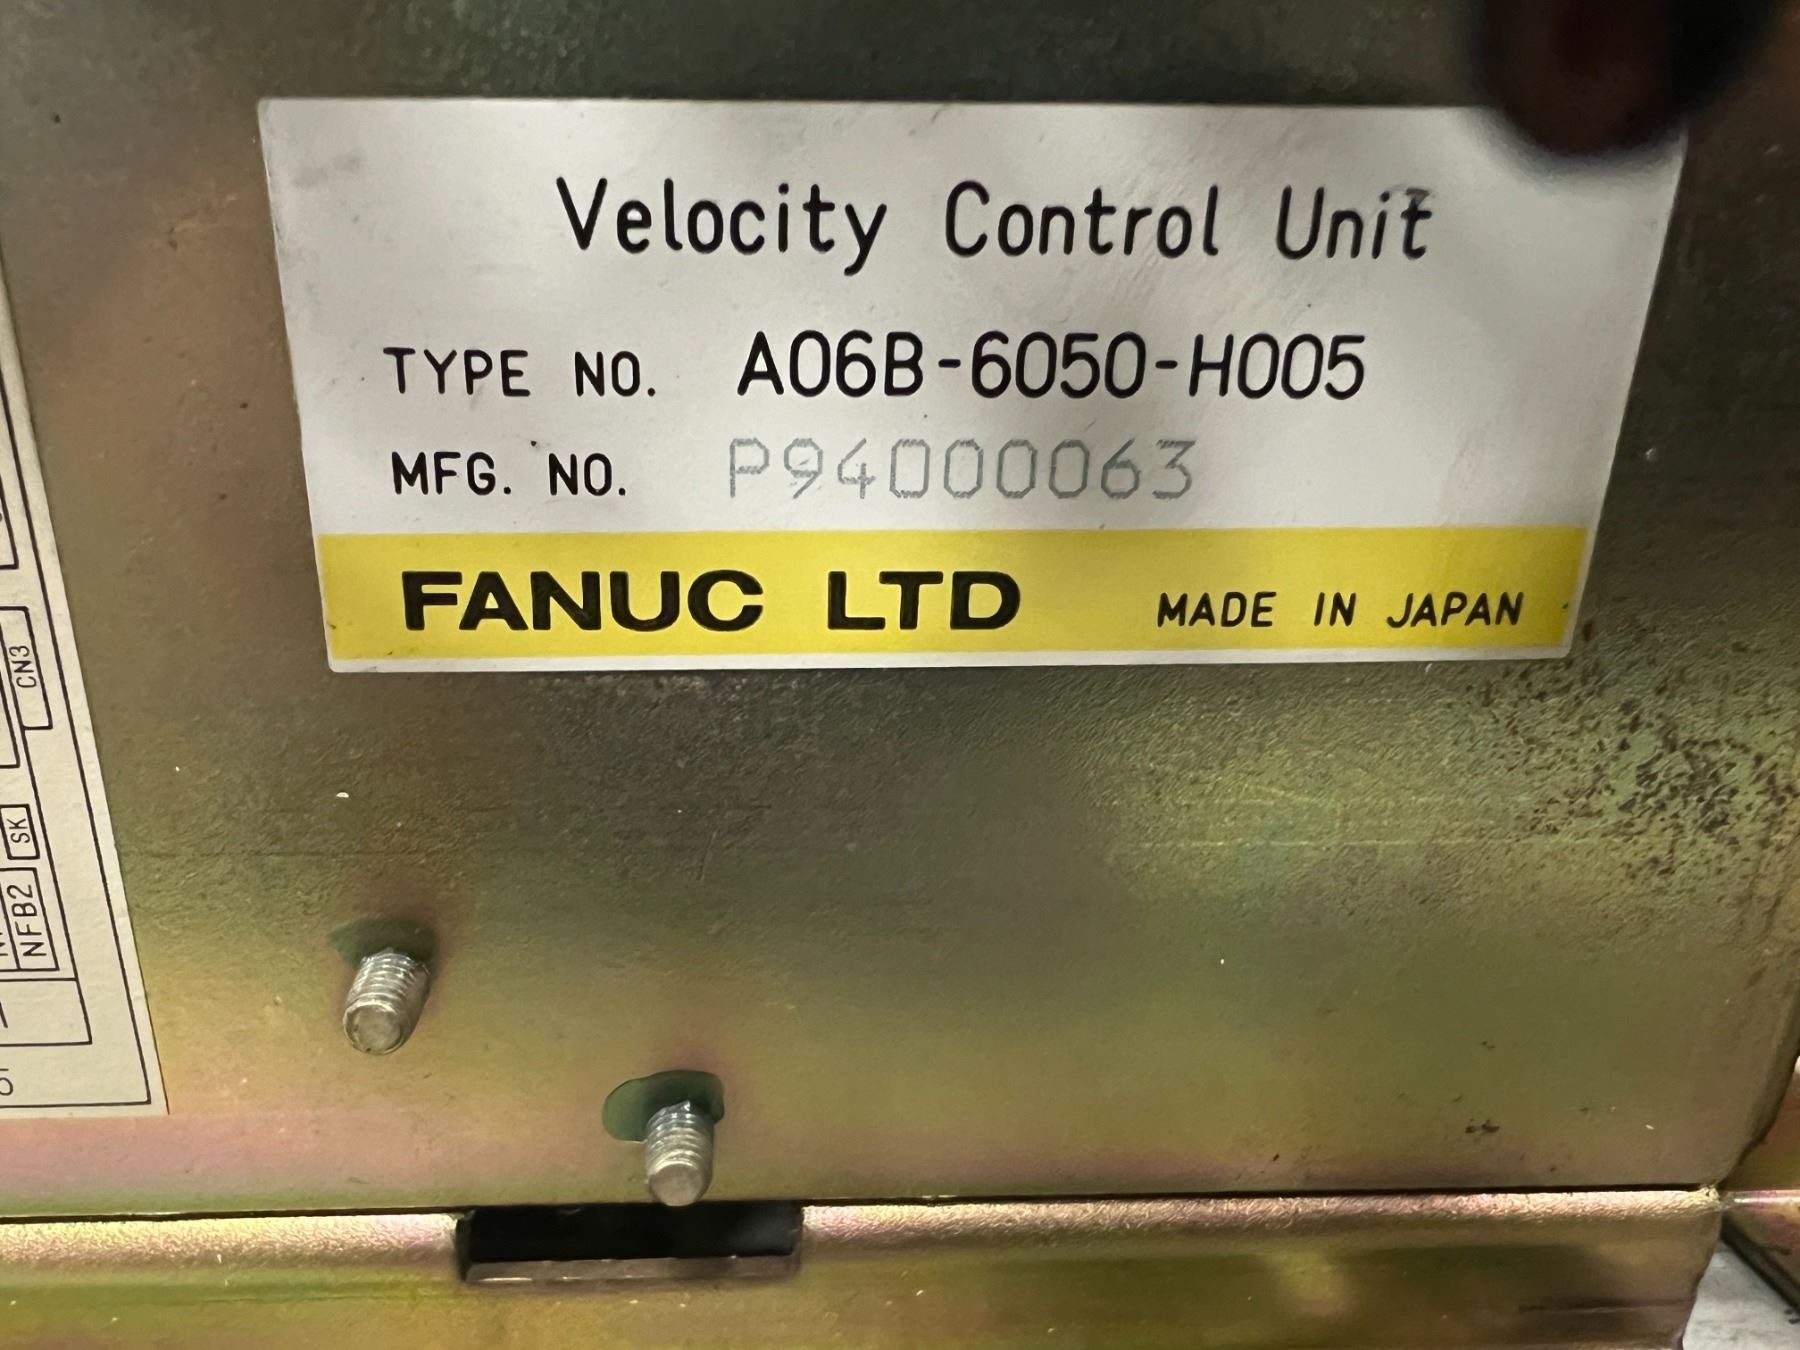 Velocity Control Unit
TYPE NO. A06B-6050-H005
MFG. NO. P94000063
FANUC LTD MADE IN JAPAN
CN3
SK
NFB2